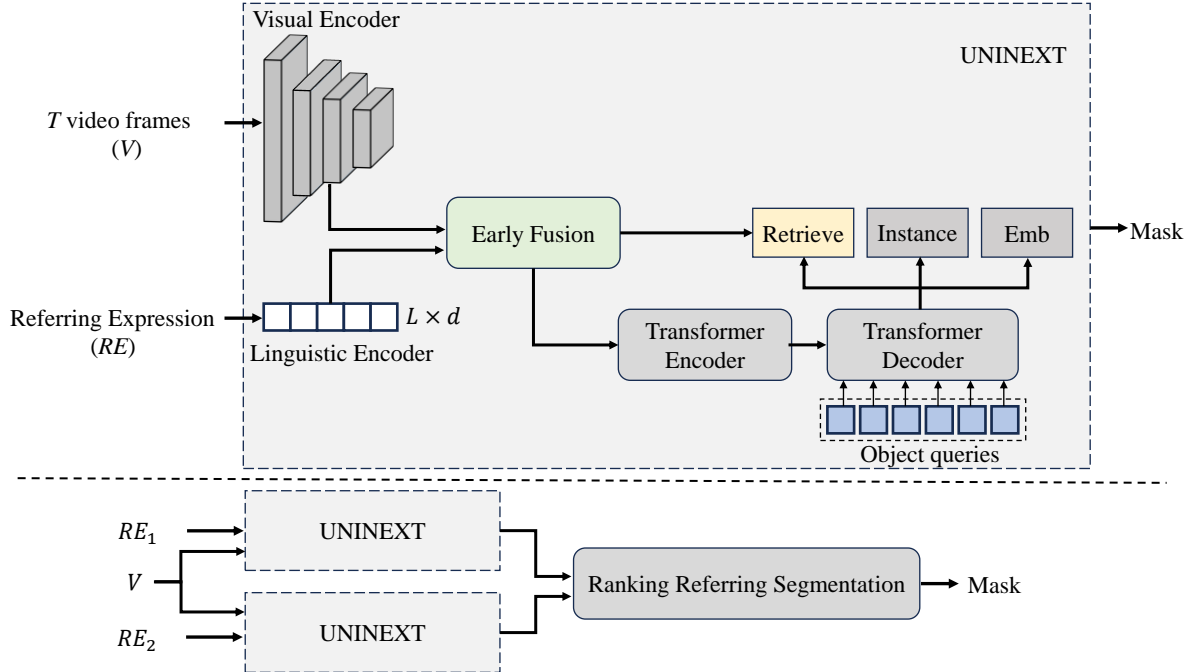 Visual Encoder
UNINEXT
T video frames
(V)
Early Fusion
Retrieve
Instance
Emb
Mask
Referring Expression
(RE)
L × d
Linguistic Encoder
Transformer
Encoder
Transformer
Decoder
Object queries
RE₁
UNINEXT
V
Ranking Referring Segmentation
Mask
RE₂
UNINEXT